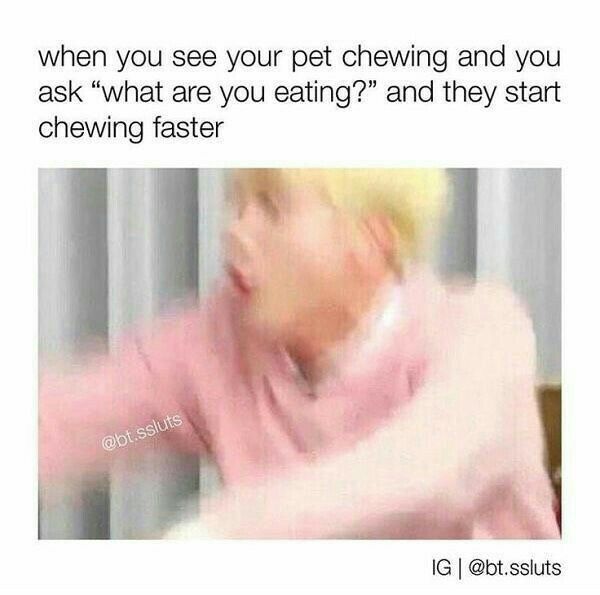 when you see your pet chewing and you
ask “what are you eating?” and they start
chewing faster
@bt.ssluts
IG | @bt.ssluts